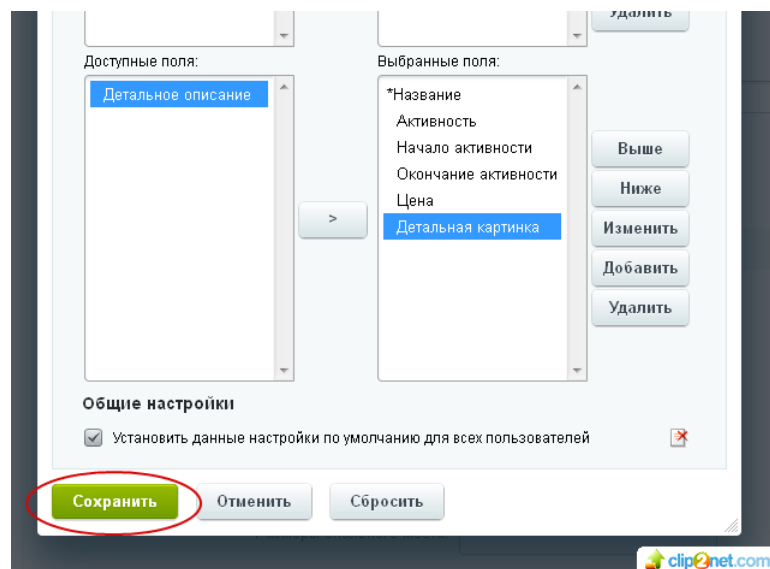 Удалить
Доступные поля:
Выбранные поля:
Детальное описание
*Название
Активность
Начало активности
Окончание активности
Цена
Детальная картинка
>
Выше
Ниже
Изменить
Добавить
Удалить
Общие настройки
Установить данные настройки по умолчанию для всех пользователей
Сохранить
Отменить
Сбросить
clip2net.com